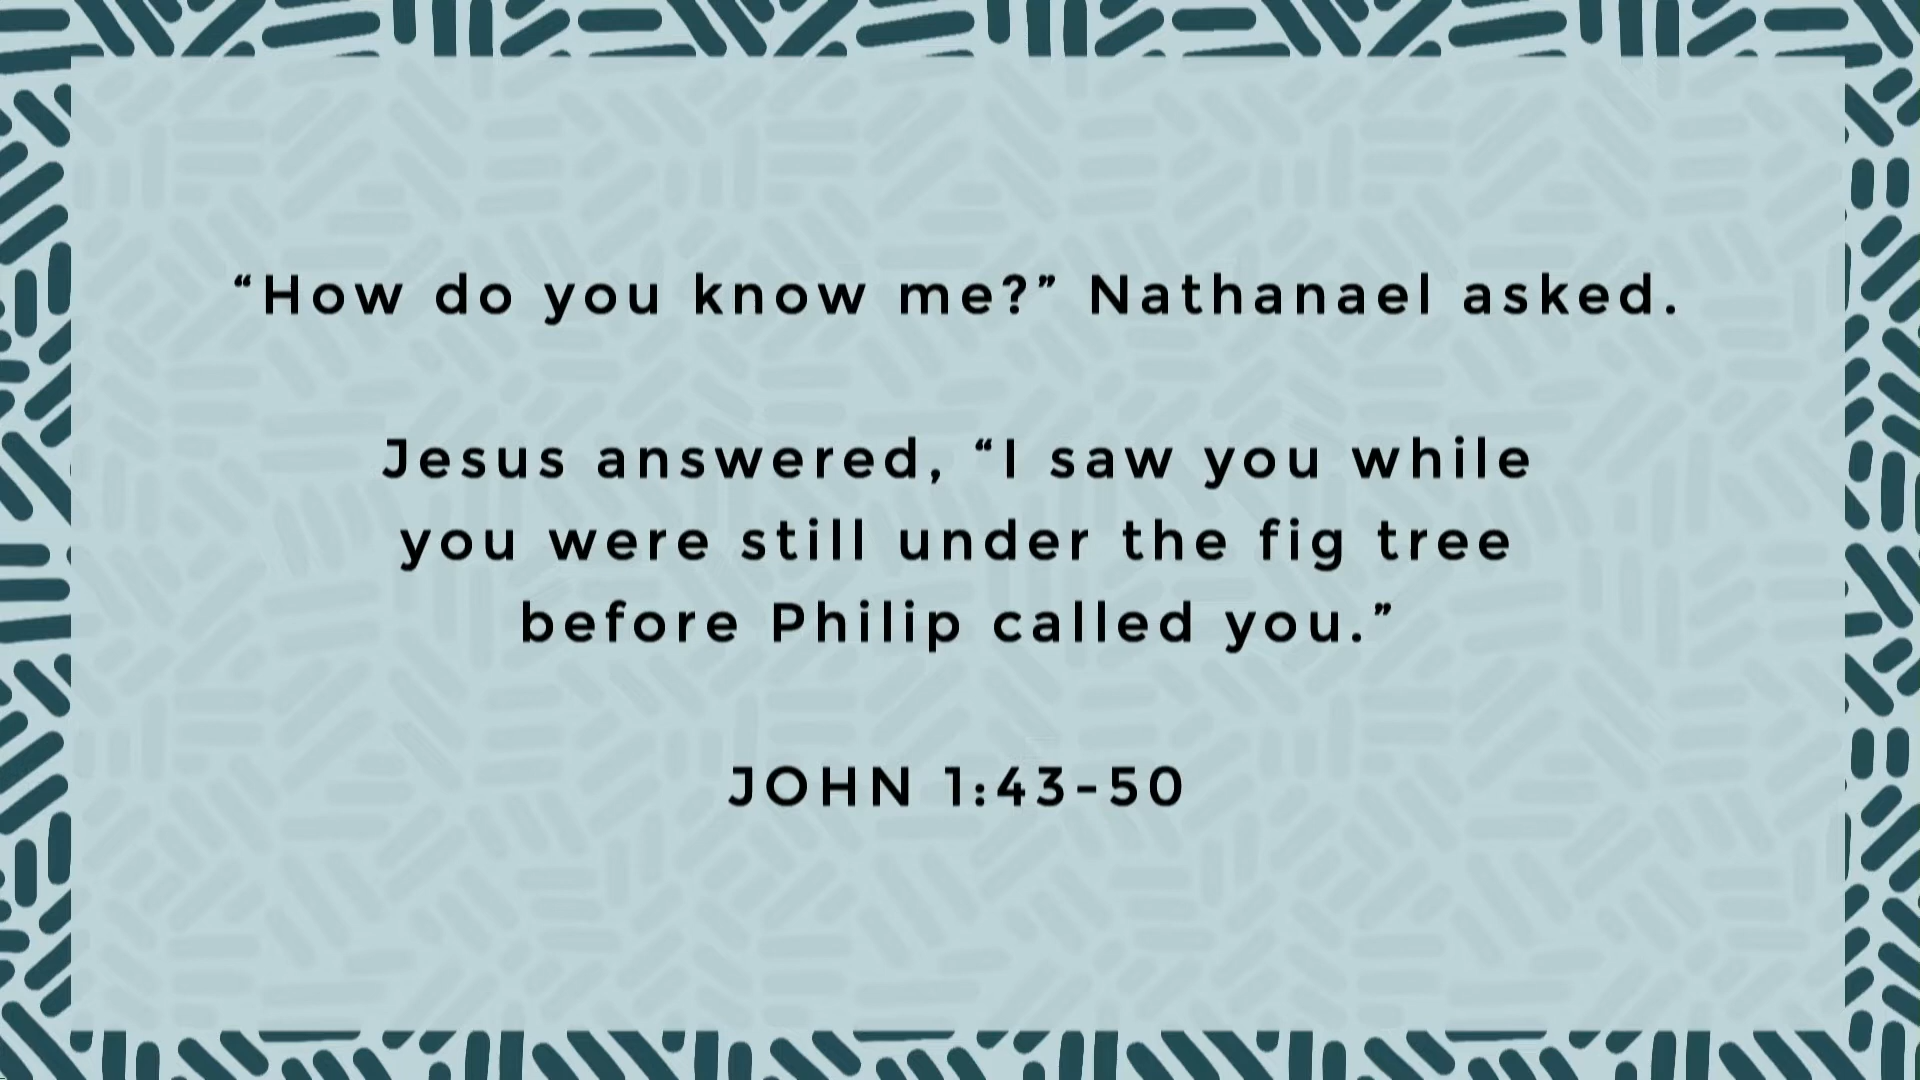 “How do you know me?” Nathanael asked.
Jesus answered, “I saw you while
you were still under the fig tree
before Philip called you.”
JOHN 1:43-50